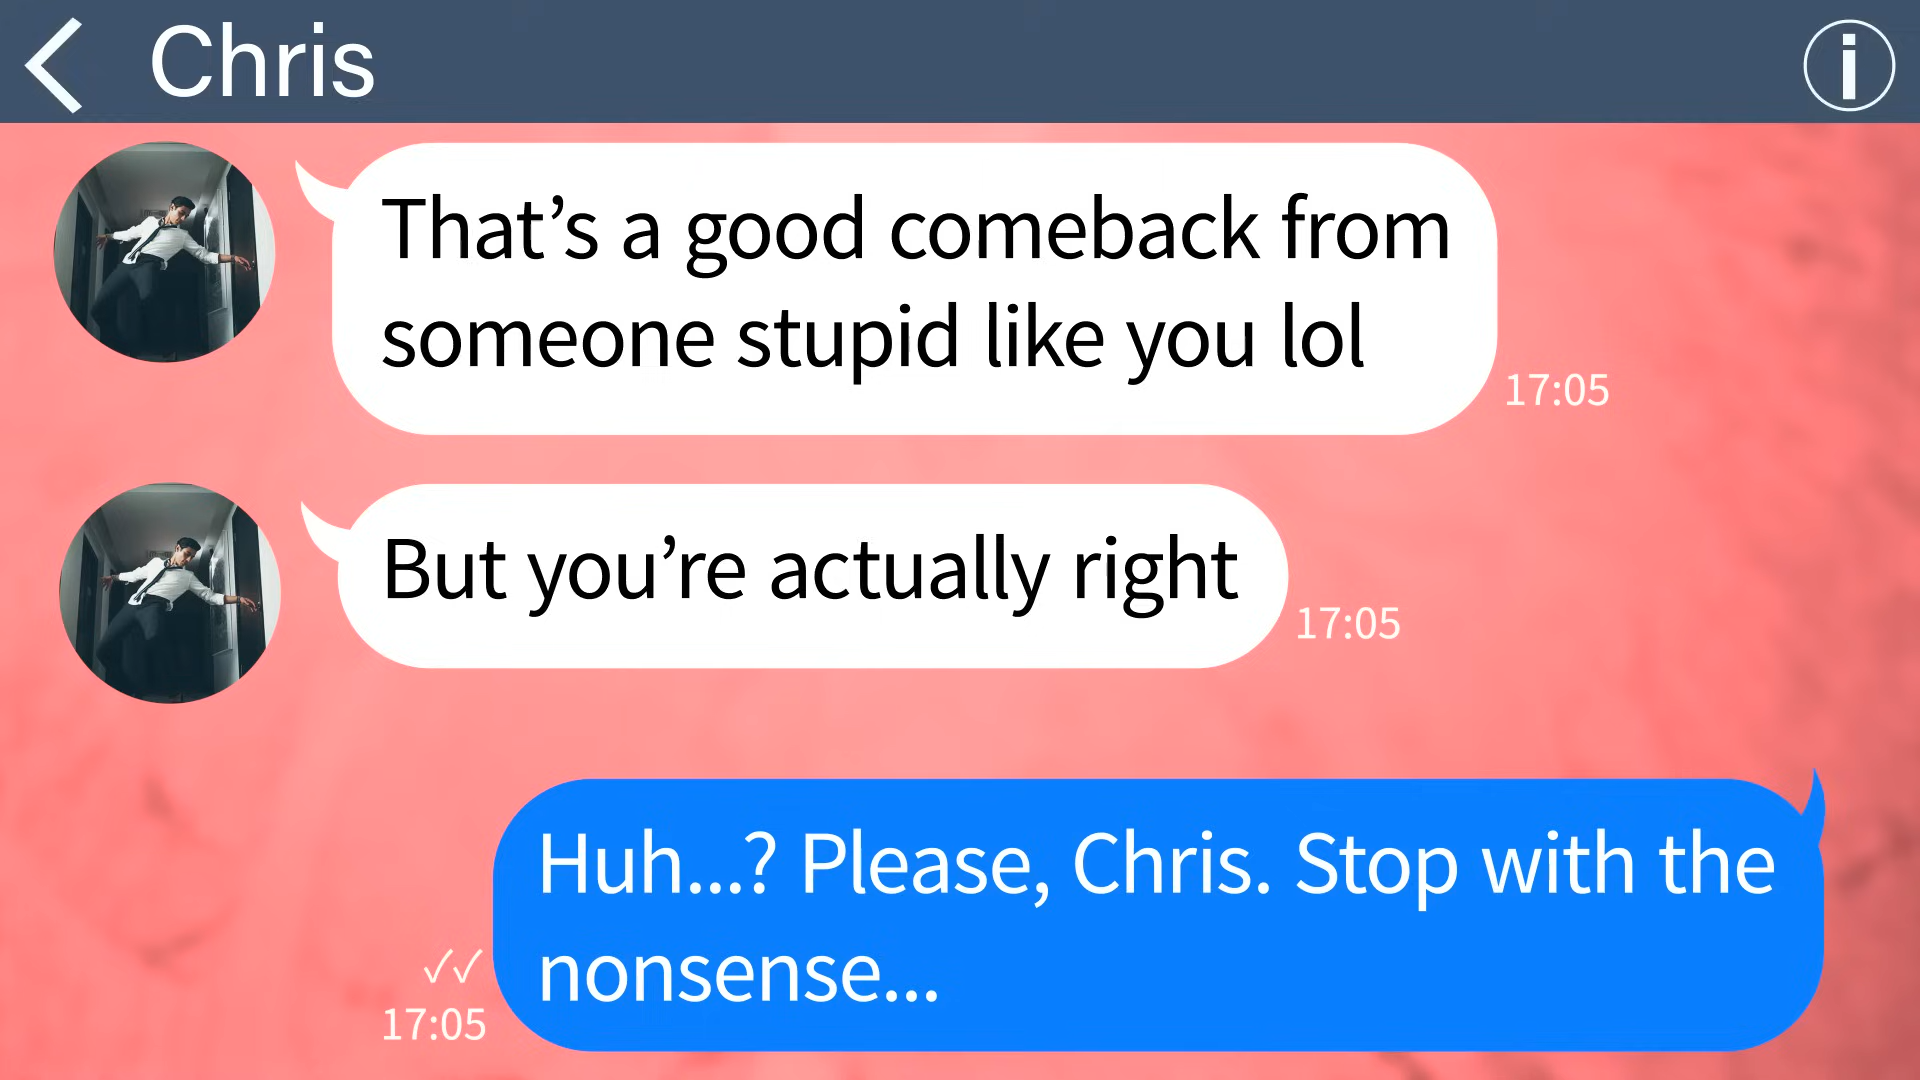 Chris
That’s a good comeback from
someone stupid like you lol
17:05
But you’re actually right
17:05
Huh...? Please, Chris. Stop with the
nonsense...
17:05